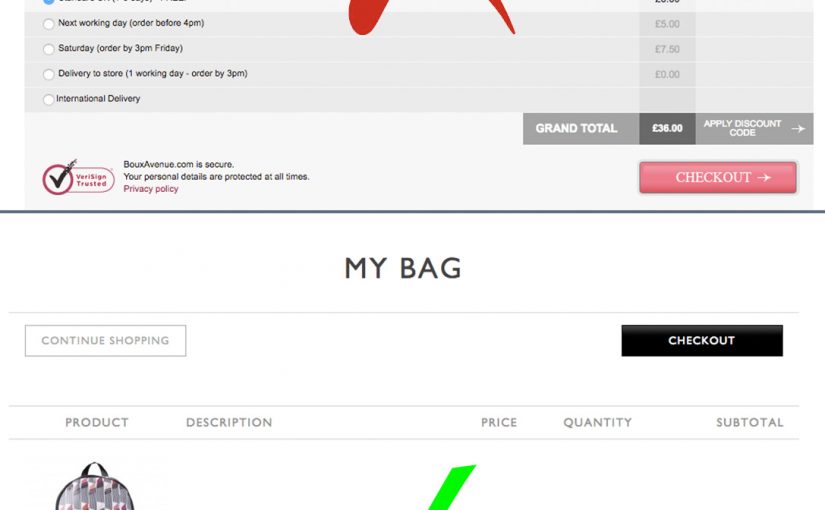 £5.00
Next working day (order before 4pm)
£7.50
Saturday (order by 3pm Friday)
£0.00
Delivery to store (1 working day - order by 3pm)
International Delivery
GRAND TOTAL £36.00 APPLY DISCOUNT
CODE
BouxAvenue.com is secure.
VeriSign
Trusted
Your personal details are protected at all times.
Privacy policy
CHECKOUT
MY BAG
CONTINUE SHOPPING CHECKOUT
PRODUCT DESCRIPTION PRICE QUANTITY SUBTOTAL